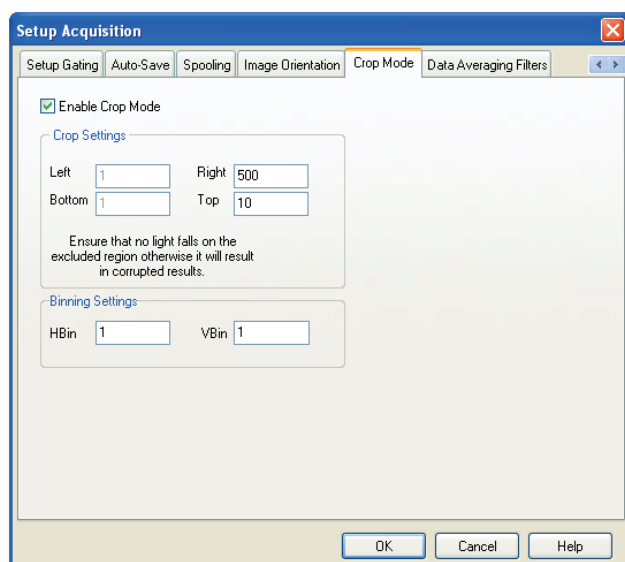 Setup Acquisition
Setup Gating Auto-Save Spooling Image Orientation Crop Mode Data Averaging Filters
Enable Crop Mode
Crop Settings
Left 1 Right 500
Bottom 1 Top 10
Ensure that no light falls on the
excluded region otherwise it will result
in corrupted results.
Binning Settings
HBin 1 VBin 1
OK Cancel Help